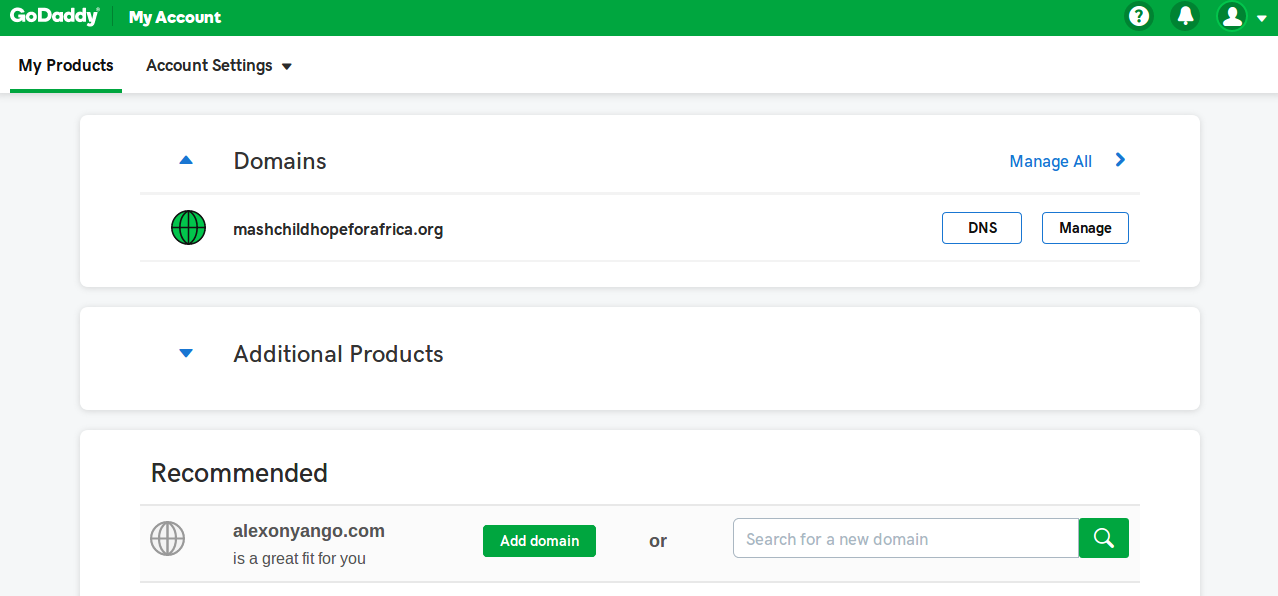 GoDaddy My Account ?
My Products Account Settings
Domains Manage All
mashchildhopeforafrica.org DNS Manage
Additional Products
Recommended
alexonyango.com
is a great fit for you
Add domain or Search for a new domain